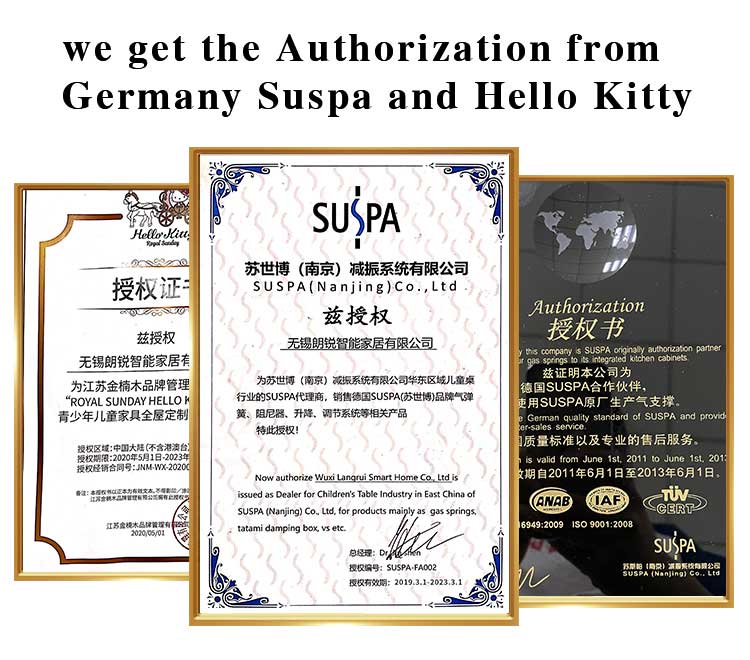 we get the Authorization from
Germany Suspa and Hello Kitty
Hello Kitty
Royal Sunday
授权证书
兹授权
无锡朗锐智能家居有
为江苏金楠木品牌管理
"ROYAL SUNDAY HELLO K
青少年儿童家具全屋定制
授权区域:中国大陆(不含港澳台)
授权期限:2020年5月1日-2023年
授权经销合同号:JNM-WX-2020
江苏金楠木品牌管理有限
2020/05/01
SUSPA
苏世博（南京）减振系统有限公司
SUSPA(Nanjing)Co.,Ltd
兹授权
无锡朗锐智能家居有限公司
为苏世博（南京）减振系统有限公司华东区域儿童桌
行业的SUSPA代理商，销售德国SUSPA(苏世博)品牌气弹
簧、阻尼器、升降、调节系统等相关产品
特此授权！
Now authorize Wuxi Langrui Smart Home Co., Ltd is
issued as Dealer for Children's Table Industry in East China of
SUSPA (Nanjing) Co., Ltd, for products mainly as gas springs,
tatami damping box, vs etc.
总经理: Dr.
Shen
授权编号: SUSPA-FA002
授权有效期: 2019.3.1-2023.3.1
Authorization
授权书
y this company is SUSPA originally authorization partner
gas springs to its integrated kitchen cabinets.
兹证明本公司为
德国SUSPA合作伙伴，
使用SUSPA原厂生产气支撑。
e German quality standard of SUSPA and provide
ter-sales service.
国质量标准以及专业的售后服务。
n is valid from June 1st, 2011 to June 1st, 2013
效期自2011年6月1日至2013年6月1日。
ANAB
IAF
TÜV
CERT
16949:2009 ISO 9001:2008
SUSPA
苏斯帕（南京）减振系统有限公司
SUSPA (Nanjing) Co., Ltd